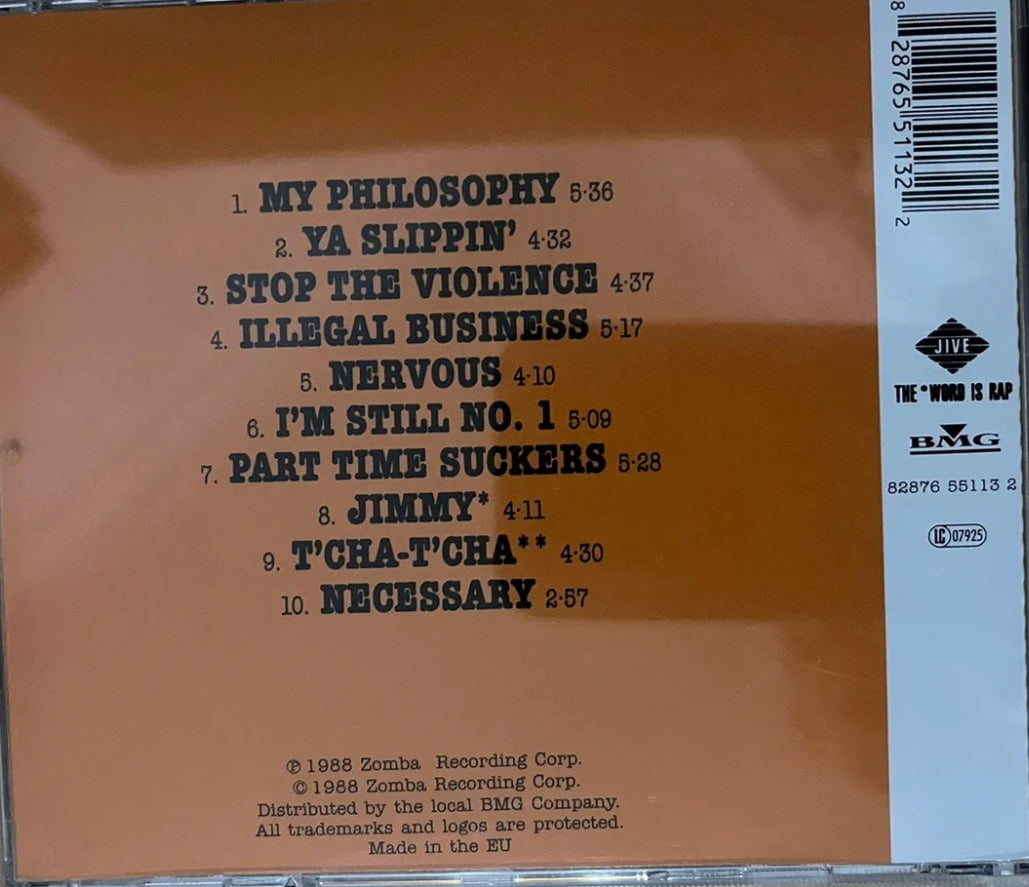 1. MY PHILOSOPHY 5·36
2. YA SLIPPIN' 4·32
3. STOP THE VIOLENCE 4·37
4. ILLEGAL BUSINESS 5·17
5. NERVOUS 4·10
6. I'M STILL NO. 1 5·09
7. PART TIME SUCKERS 5·28
8. JIMMY* 4·11
9. T'CHA-T'CHA** 4·30
10. NECESSARY 2·57
℗ 1988 Zomba Recording Corp.
© 1988 Zomba Recording Corp.
Distributed by the local BMG Company.
All trademarks and logos are protected.
Made in the EU
8 28765 51132 2
JIVE
THE *WORD IS RAP
BMG
82876 55113 2
LC 07925